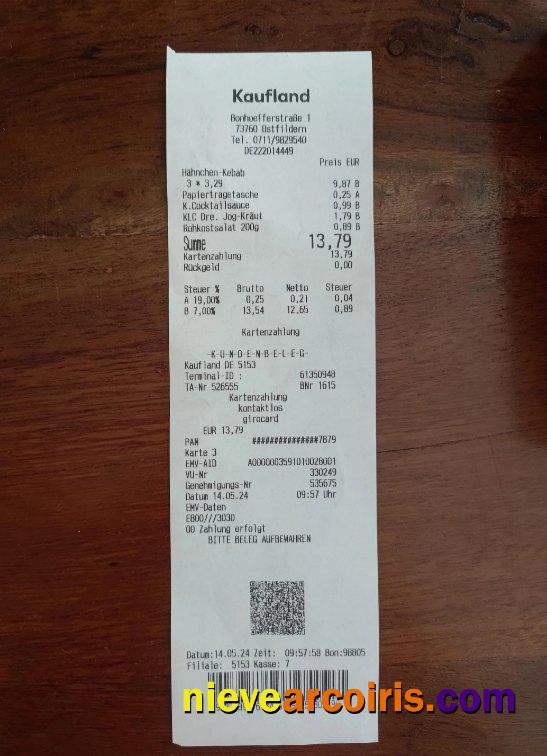 Kaufland
Bonhoefferstraße 1
73760 Ostfildern
Tel. 0711/9829540
DE222014449
Preis EUR
Hähnchen-Kebab
3 * 3,29 9,87 B
Papiertragetasche 0,25 A
K.Cocktailsauce 0,99 B
KLC Dre. Jog-Kräut 1,79 B
Rohkostsalat 200g 0,89 B
Summe 13,79
Kartenzahlung 13,79
Rückgeld 0,00
Steuer % Brutto Netto Steuer
A 19,00% 0,25 0,21 0,04
B 7,00% 13,54 12,65 0,89
Kartenzahlung
-K-U-N-D-E-N-B-E-L-E-G-
Kaufland DE 5153
Terminal-ID : 61350948
TA-Nr 526555 BNr 1615
Kartenzahlung
kontaktlos
girocard
EUR 13,79
PAN ###############7879
Karte 3
EMV-AID A0000003591010028001
VU-Nr 330249
Genehmigungs-Nr 535675
Datum 14.05.24 09:57 Uhr
EMV-Daten
E800///3030
00 Zahlung erfolgt
BITTE BELEG AUFBEWAHREN
Datum:14.05.24 Zeit: 09:57:58 Bon:96805
Filiale: 5153 Kasse: 7
nievearcoiris.com